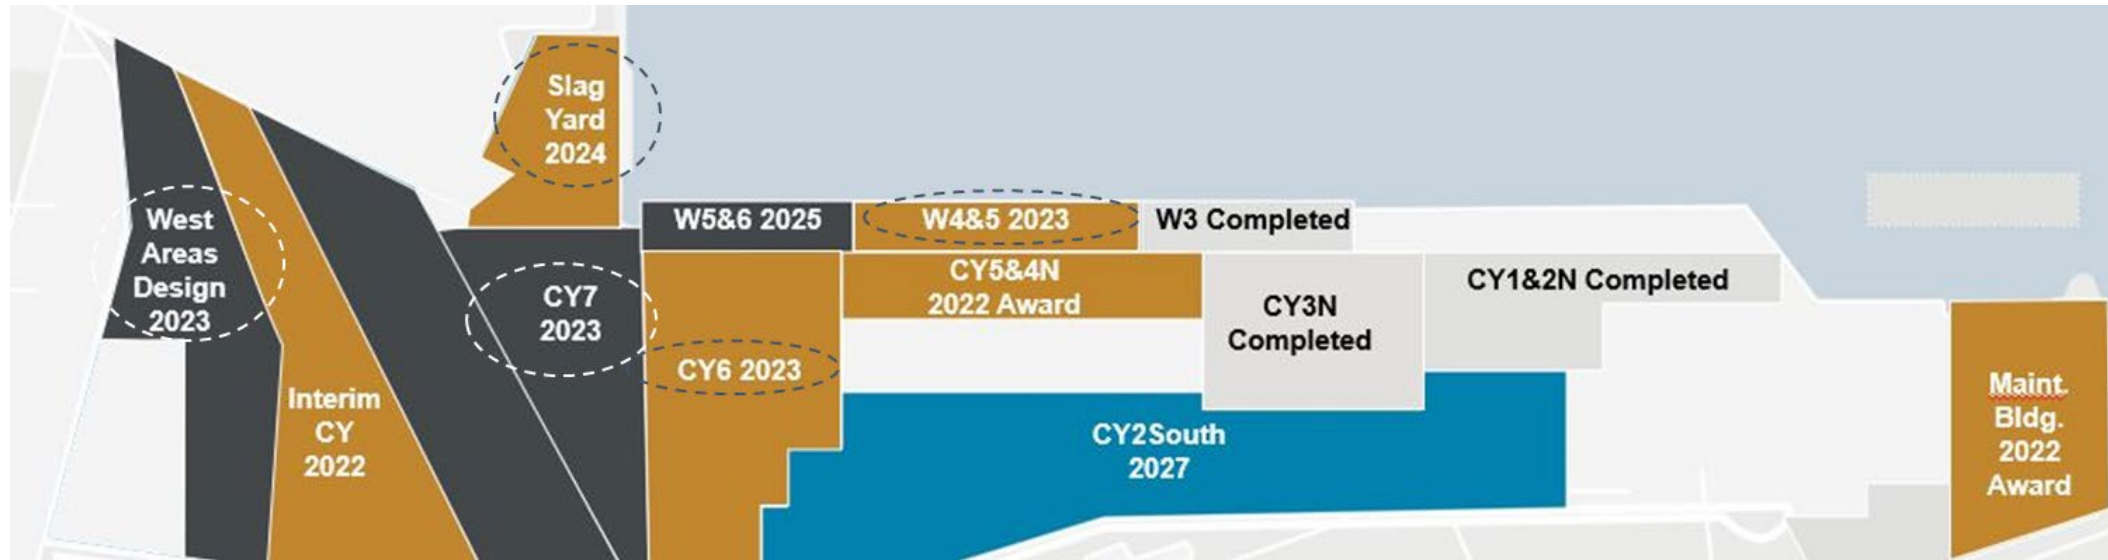 Slag
Yard
2024
West
Areas
Design
2023
W5&6 2025
W4&5 2023
W3 Completed
CY7
2023
CY5&4N
2022 Award
CY3N
Completed
CY1&2N Completed
CY6 2023
Interim
CY
2022
CY2South
2027
Maint.
Bldg.
2022
Award